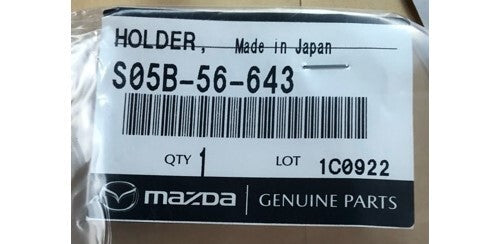 HOLDER, Made in Japan
S05B-56-643
QTY 1 LOT 1C0922
mazda GENUINE PARTS